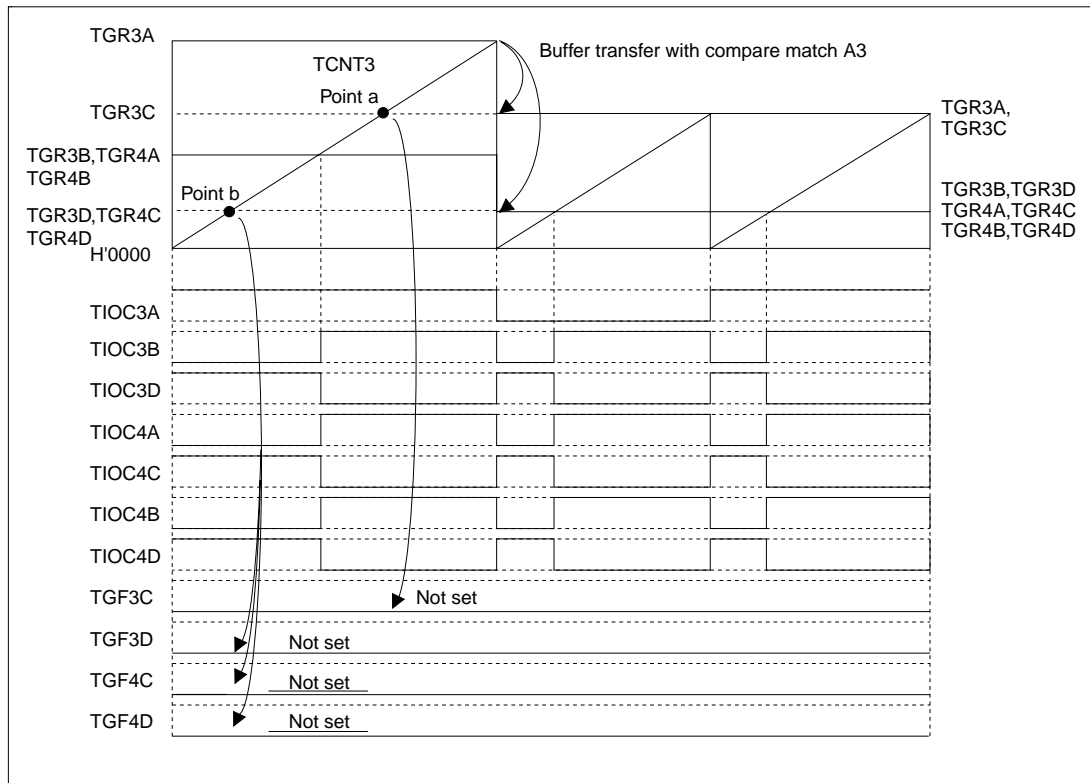 TGR3A
TCNT3
Buffer transfer with compare match A3
Point a
TGR3C
TGR3A,
TGR3C
TGR3B,TGR4A
TGR4B
Point b
TGR3D,TGR4C
TGR4D
TGR3B,TGR3D
TGR4A,TGR4C
TGR4B,TGR4D
H'0000
TIOC3A
TIOC3B
TIOC3D
TIOC4A
TIOC4C
TIOC4B
TIOC4D
TGF3C
Not set
TGF3D
Not set
TGF4C
Not set
TGF4D
Not set